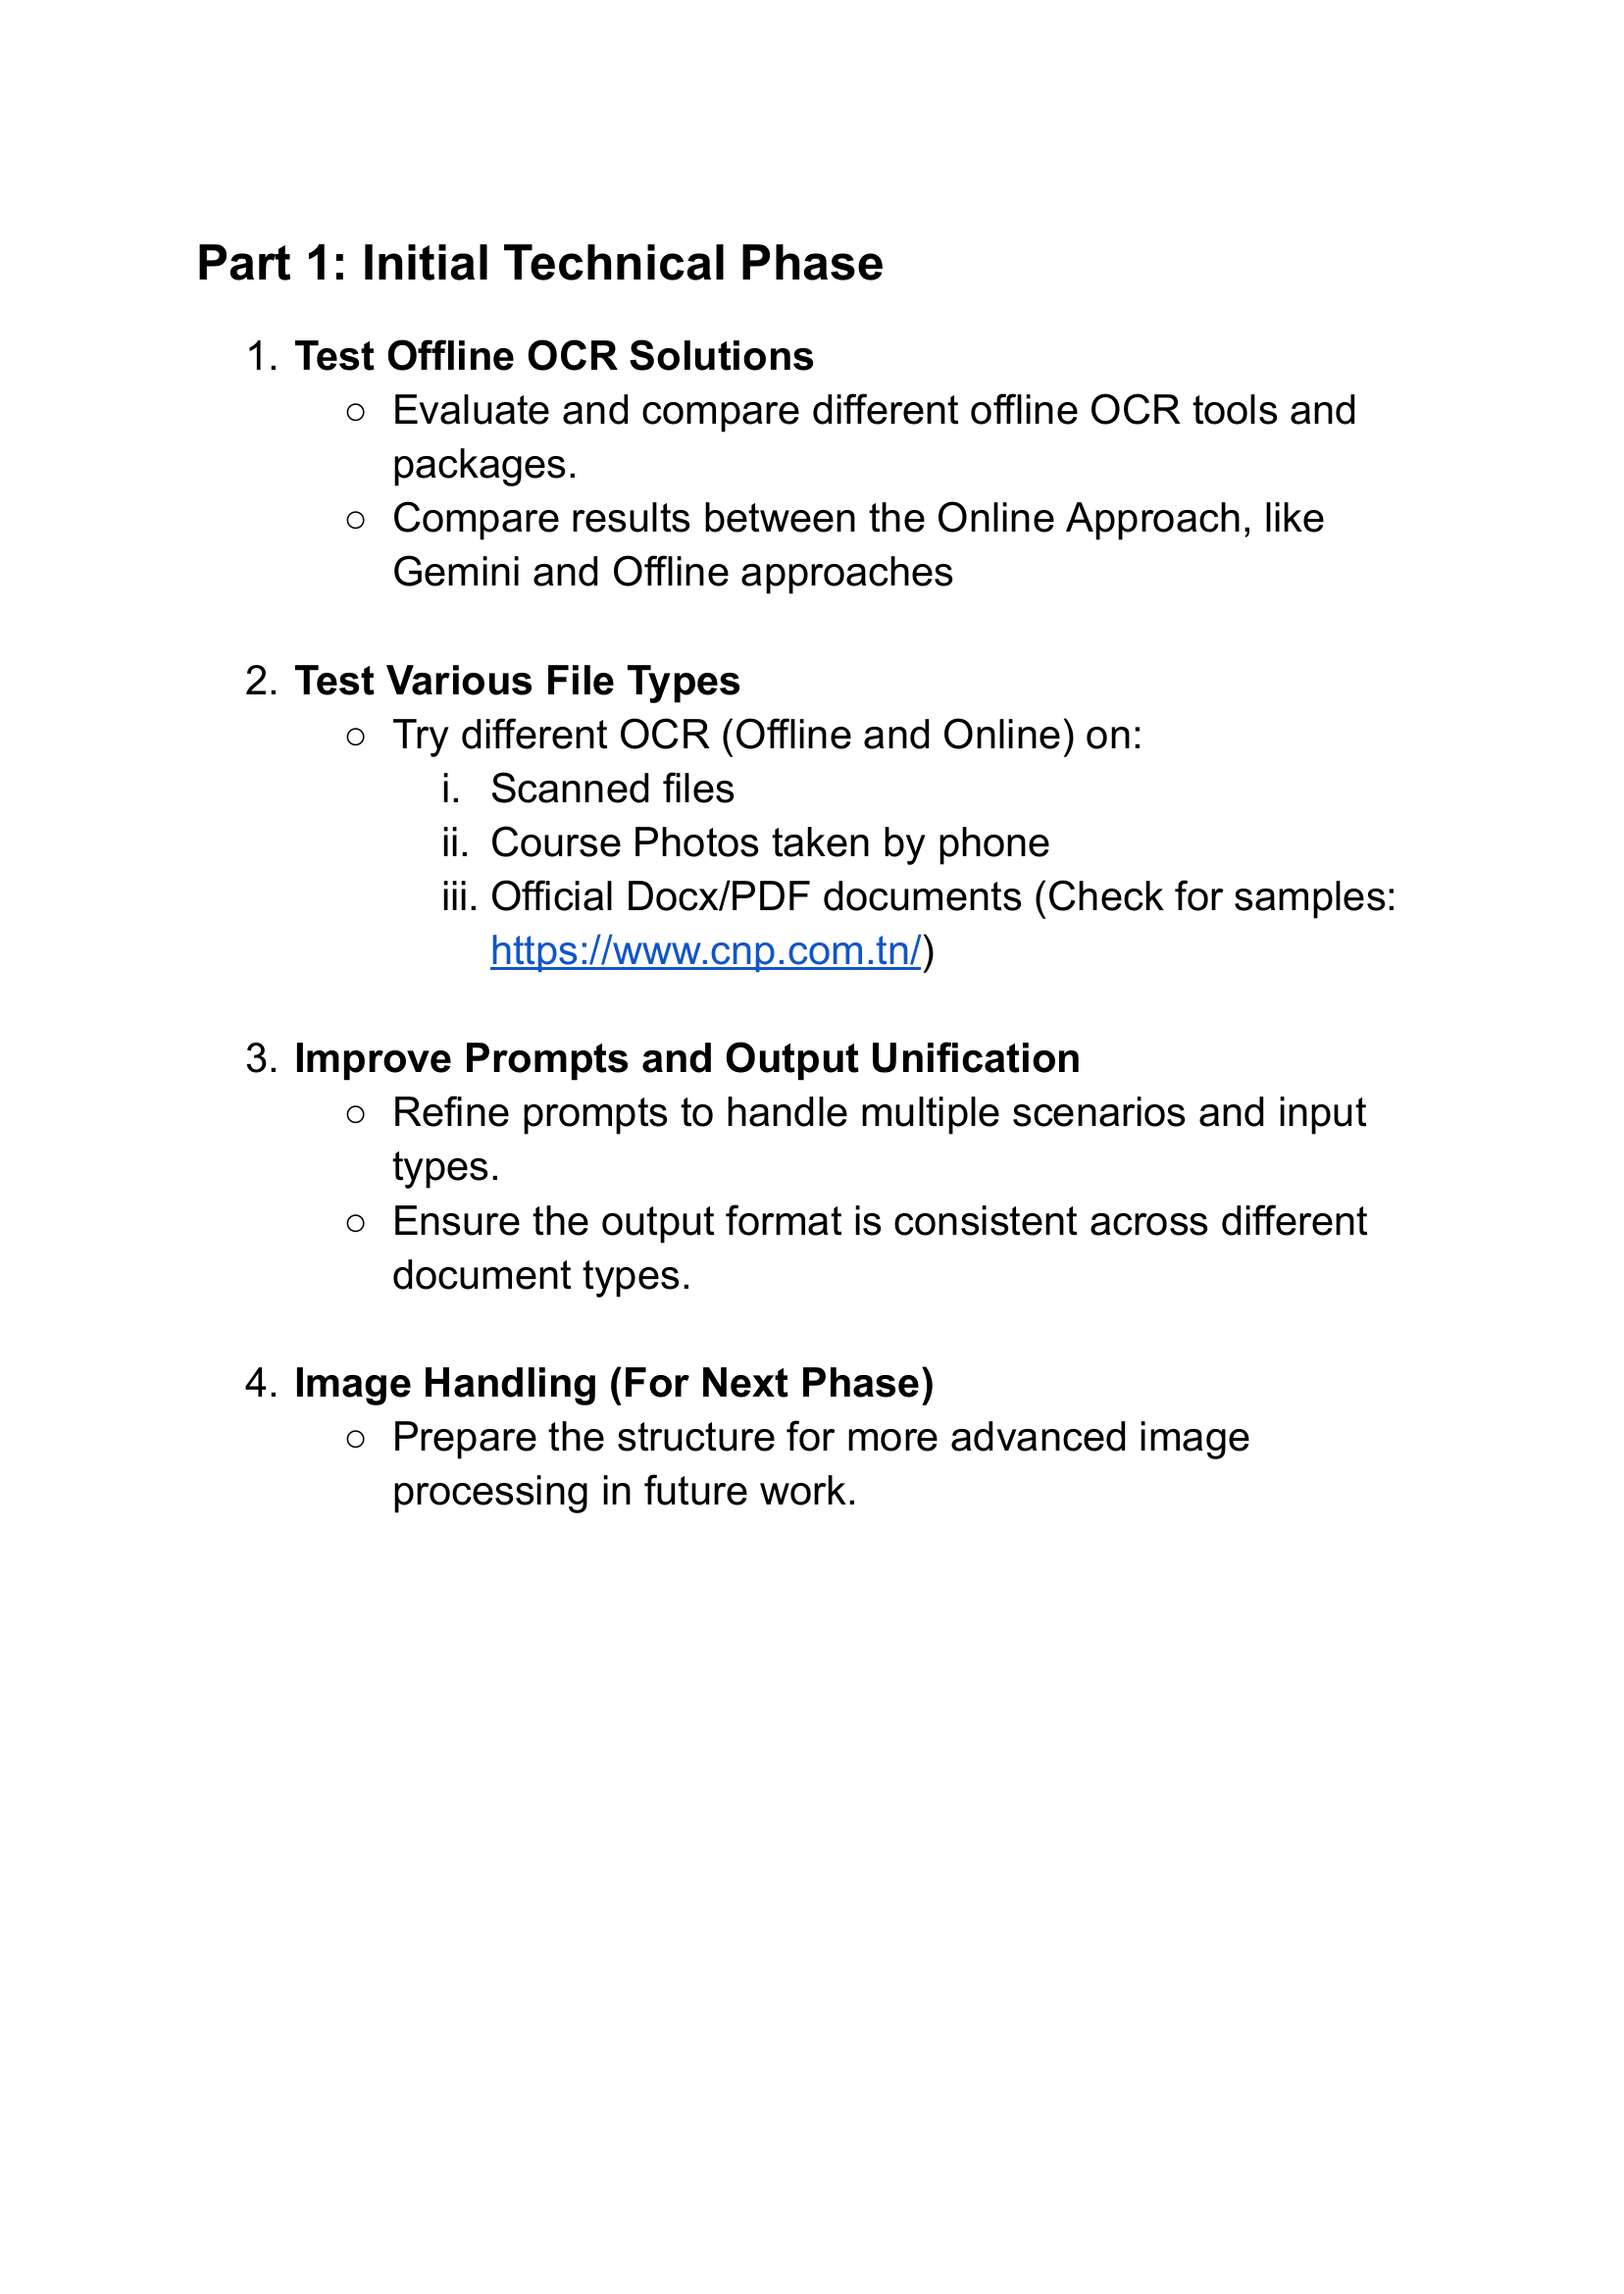 Part 1: Initial Technical Phase
1. Test Offline OCR Solutions
○ Evaluate and compare different offline OCR tools and
packages.
○ Compare results between the Online Approach, like
Gemini and Offline approaches
2. Test Various File Types
○ Try different OCR (Offline and Online) on:
i. Scanned files
ii. Course Photos taken by phone
iii. Official Docx/PDF documents (Check for samples:
https://www.cnp.com.tn/)
3. Improve Prompts and Output Unification
○ Refine prompts to handle multiple scenarios and input
types.
○ Ensure the output format is consistent across different
document types.
4. Image Handling (For Next Phase)
○ Prepare the structure for more advanced image
processing in future work.